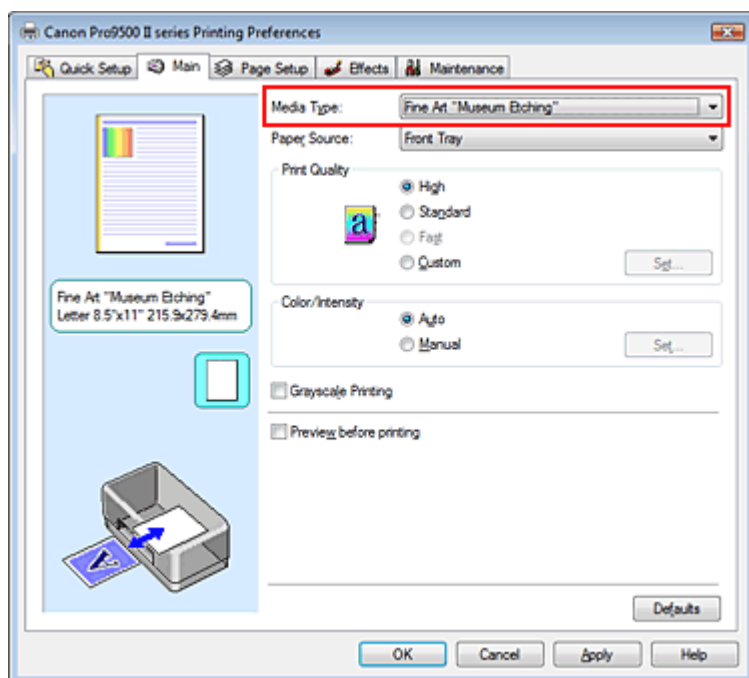 Canon Pro9500 II series Printing Preferences
Quick Setup Main Page Setup Effects Maintenance
Media Type: Fine Art "Museum Etching"
Paper Source: Front Tray
Print Quality
High
a
Standard
Fast
Custom Set...
Fine Art "Museum Etching"
Letter 8.5"x11" 215.9x279.4mm
Color/Intensity
Auto
Manual Set...
Grayscale Printing
Preview before printing
Defaults
OK Cancel Apply Help